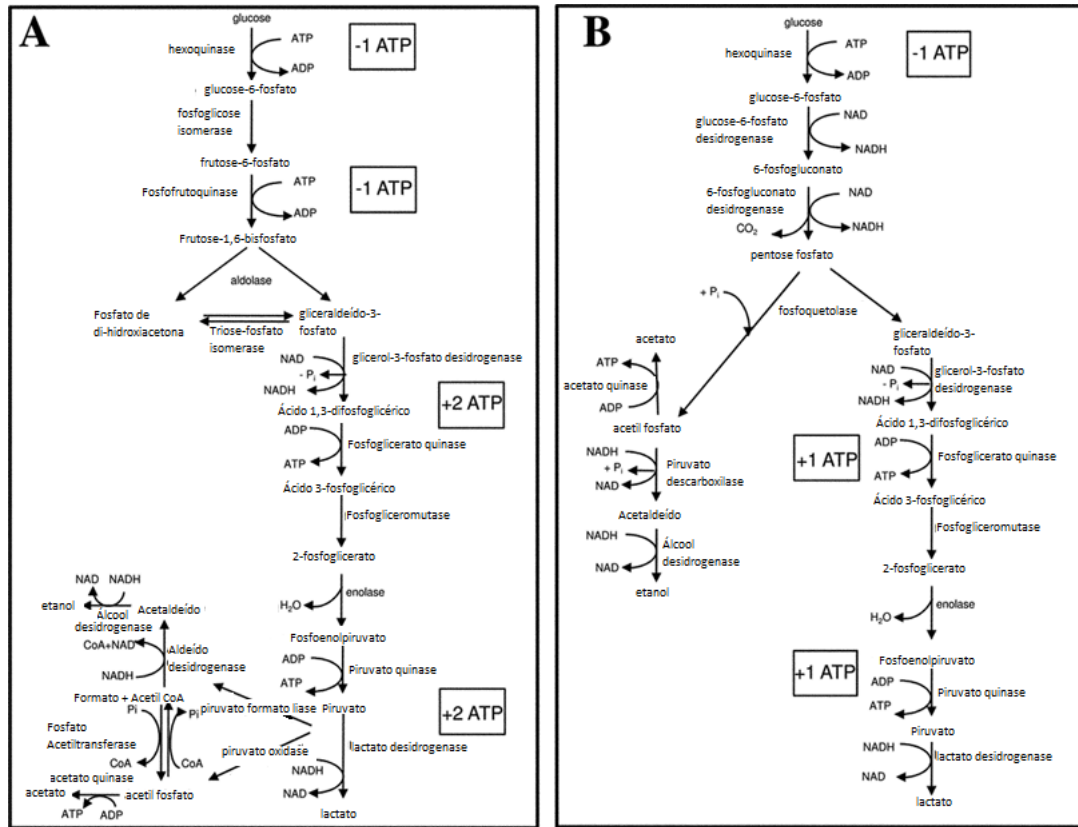 A
glucose
hexoquinase
ATP
ADP
-1 ATP
glucose-6-fosfato
fosfoglicose
isomerase
frutose-6-fosfato
Fosfofrutoquinase
ATP
ADP
-1 ATP
Frutose-1,6-bisfosfato
aldolase
Fosfato de
di-hidroxiacetona
Triose-fosfato
isomerase
gliceraldeído-3-
fosfato
NAD
- Pi
NADH
glicerol-3-fosfato desidrogenase
+2 ATP
Ácido 1,3-difosfoglicérico
ADP
ATP
Fosfoglicerato quinase
Ácido 3-fosfoglicérico
Fosfogliceromutase
2-fosfoglicerato
H2O
enolase
Fosfoenolpiruvato
ADP
ATP
Piruvato quinase
+2 ATP
Piruvato
piruvato formato liase
piruvato oxidase
lactato desidrogenase
NADH
NAD
lactato
NAD
NADH
etanol
Acetaldeído
Álcool
desidrogenase
CoA+NAD
NADH
Aldeído
desidrogenase
Formato + Acetil CoA
Pi
Pi
Fosfato
Acetiltransferase
CoA
CoA
acetato quinase
acetato
acetil fosfato
ATP
ADP
B
glucose
hexoquinase
ATP
ADP
-1 ATP
glucose-6-fosfato
glucose-6-fosfato
desidrogenase
NAD
NADH
6-fosfogluconato
6-fosfogluconato
desidrogenase
NAD
NADH
CO2
pentose fosfato
+ Pi
fosfoquetolase
acetato
ATP
acetato quinase
ADP
acetil fosfato
NADH
+ Pi
NAD
Piruvato
descarboxilase
Acetaldeído
NADH
NAD
Álcool
desidrogenase
etanol
gliceraldeído-3-
fosfato
NAD
- Pi
NADH
glicerol-3-fosfato
desidrogenase
Ácido 1,3-difosfoglicérico
+1 ATP
ADP
ATP
Fosfoglicerato quinase
Ácido 3-fosfoglicérico
Fosfogliceromutase
2-fosfoglicerato
H2O
enolase
Fosfoenolpiruvato
+1 ATP
ADP
ATP
Piruvato quinase
Piruvato
NADH
NAD
lactato desidrogenase
lactato